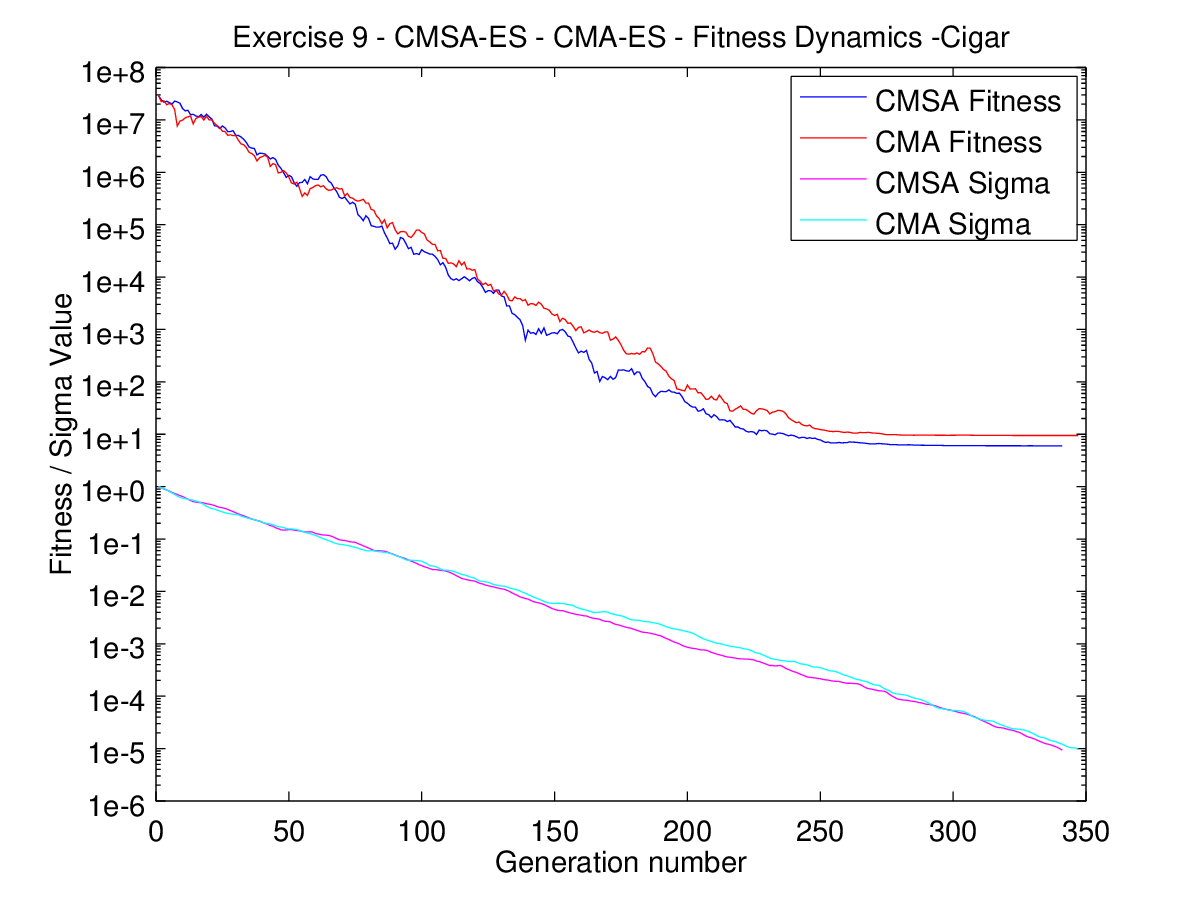 Exercise 9 - CMSA-ES - CMA-ES - Fitness Dynamics -Cigar
Fitness / Sigma Value
1e+8
1e+7
1e+6
1e+5
1e+4
1e+3
1e+2
1e+1
1e+0
1e-1
1e-2
1e-3
1e-4
1e-5
1e-6
CMSA Fitness
CMA Fitness
CMSA Sigma
CMA Sigma
0 50 100 150 200 250 300 350
Generation number